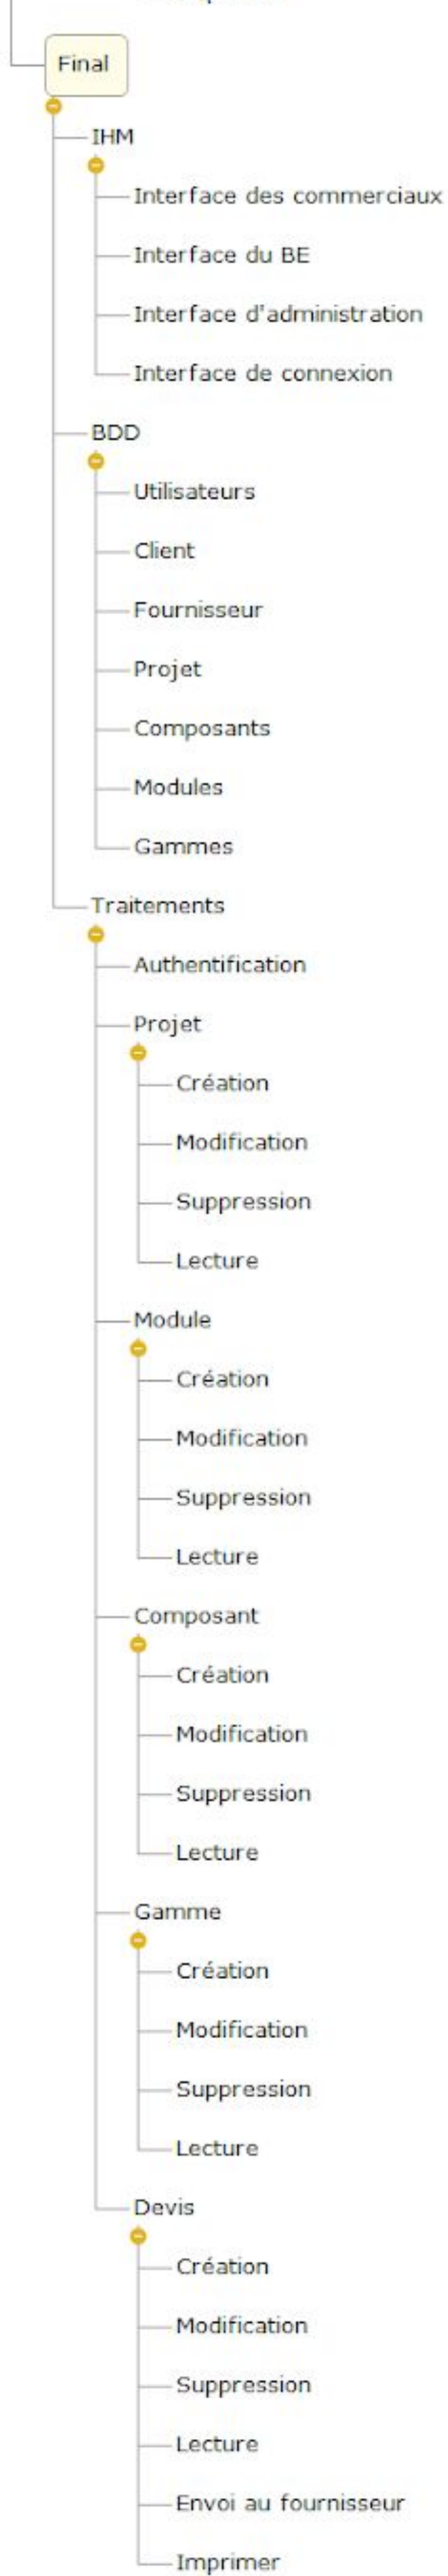 Final
IHM
Interface des commerciaux
Interface du BE
Interface d'administration
Interface de connexion
BDD
Utilisateurs
Client
Fournisseur
Projet
Composants
Modules
Gammes
Traitements
Authentification
Projet
Création
Modification
Suppression
Lecture
Module
Création
Modification
Suppression
Lecture
Composant
Création
Modification
Suppression
Lecture
Gamme
Création
Modification
Suppression
Lecture
Devis
Création
Modification
Suppression
Lecture
Envoi au fournisseur
Imprimer